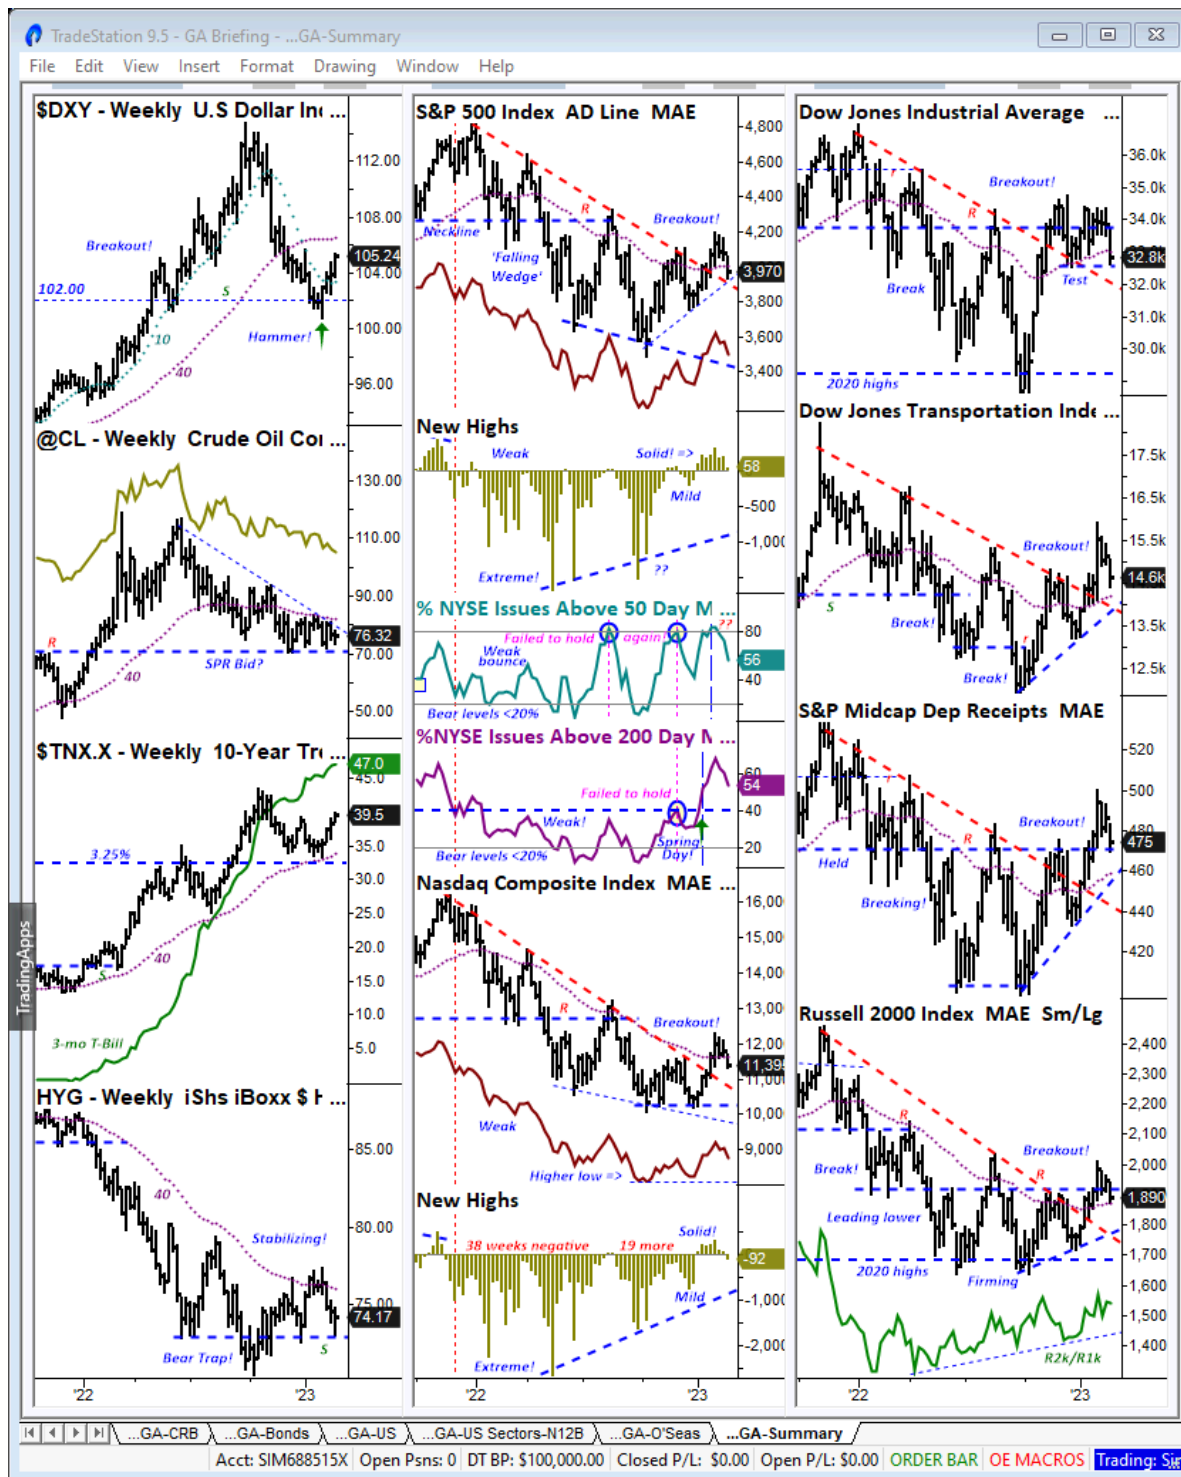 TradeStation 9.5 - GA Briefing - ...GA-Summary
File Edit View Insert Format Drawing Window Help
$DXY - Weekly U.S Dollar In ...
112.00
108.00
105.24
104.00
100.00
96.00
Breakout!
102.00
S
10
Hammer!
40
@CL - Weekly Crude Oil Co ...
130.00
110.00
90.00
76.32
70.00
50.00
R
SPR Bid?
40
$TNX.X - Weekly 10-Year Tre ...
47.0
45.0
39.5
35.0
30.0
25.0
20.0
15.0
10.0
5.0
3.25%
S
40
3-mo T-Bill
HYG - Weekly iShs iBoxx $ H ...
85.00
80.00
75.00
74.17
40
Stabilizing!
Bear Trap!
S
'22 '23
S&P 500 Index AD Line MAE
4,800
4,600
4,400
4,200
3,970
3,800
3,600
3,400
R
Breakout!
Neckline
'Falling
Wedge'
New Highs
58
-500
-1,000
Weak
Solid! =>
Mild
Extreme!
??
% NYSE Issues Above 50 Day M ...
??
80
56
40
Failed to hold again!
Weak
bounce
Bear levels <20%
%NYSE Issues Above 200 Day M ...
60
54
40
20
Failed to hold
Weak!
Spring
Day!
Bear levels <20%
Nasdaq Composite Index MAE ...
16,000
15,000
14,000
13,000
12,000
11,395
11,000
10,000
9,000
R
Breakout!
Weak
Higher low =>
New Highs
-92
-1,000
-2,000
38 weeks negative 19 more
Solid!
Mild
Extreme!
'22 '23
Dow Jones Industrial Average ...
36.0k
35.0k
34.0k
33.0k
32.8k
32.0k
31.0k
30.0k
r
Breakout!
R
Break
Test
2020 highs
Dow Jones Transportation Inde ...
17.5k
16.5k
15.5k
14.6k
13.5k
12.5k
Breakout!
S
Break!
r
Break!
S&P Midcap Dep Receipts MAE
520
500
480
475
460
440
420
r
Breakout!
R
Held
Breaking!
Russell 2000 Index MAE Sm/Lg
2,400
2,300
2,200
2,100
2,000
1,890
1,800
1,700
1,600
1,500
1,400
R
Breakout!
Break!
R
Leading lower
2020 highs
Firming
R2k/R1k
'22 '23
TradingApps
...GA-CRB ...GA-Bonds ...GA-US ...GA-US Sectors-N12B ...GA-O'Seas ...GA-Summary
Acct: SIM688515X Open Psns: 0 DT BP: $100,000.00 Closed P/L: $0.00 Open P/L: $0.00 ORDER BAR OE MACROS Trading: Sim